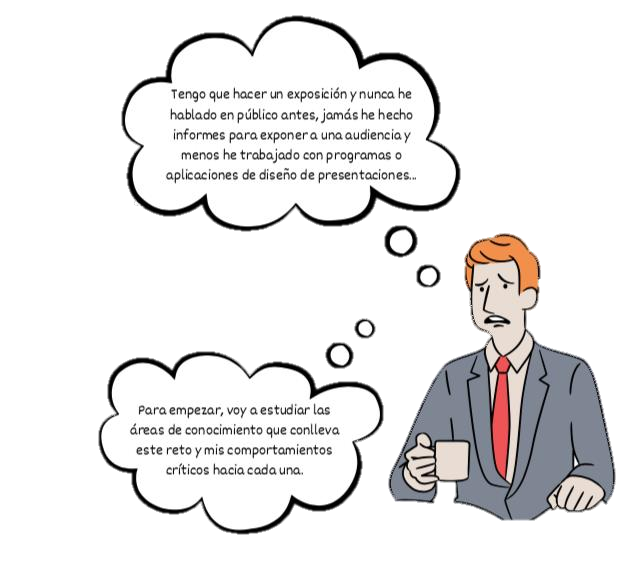 Tengo que hacer un exposición y nunca he
hablado en público antes, jamás he hecho
informes para exponer a una audiencia y
menos he trabajado con programas o
aplicaciones de diseño de presentaciones...
Para empezar, voy a estudiar las
áreas de conocimiento que conlleva
este reto y mis comportamientos
críticos hacia cada una.